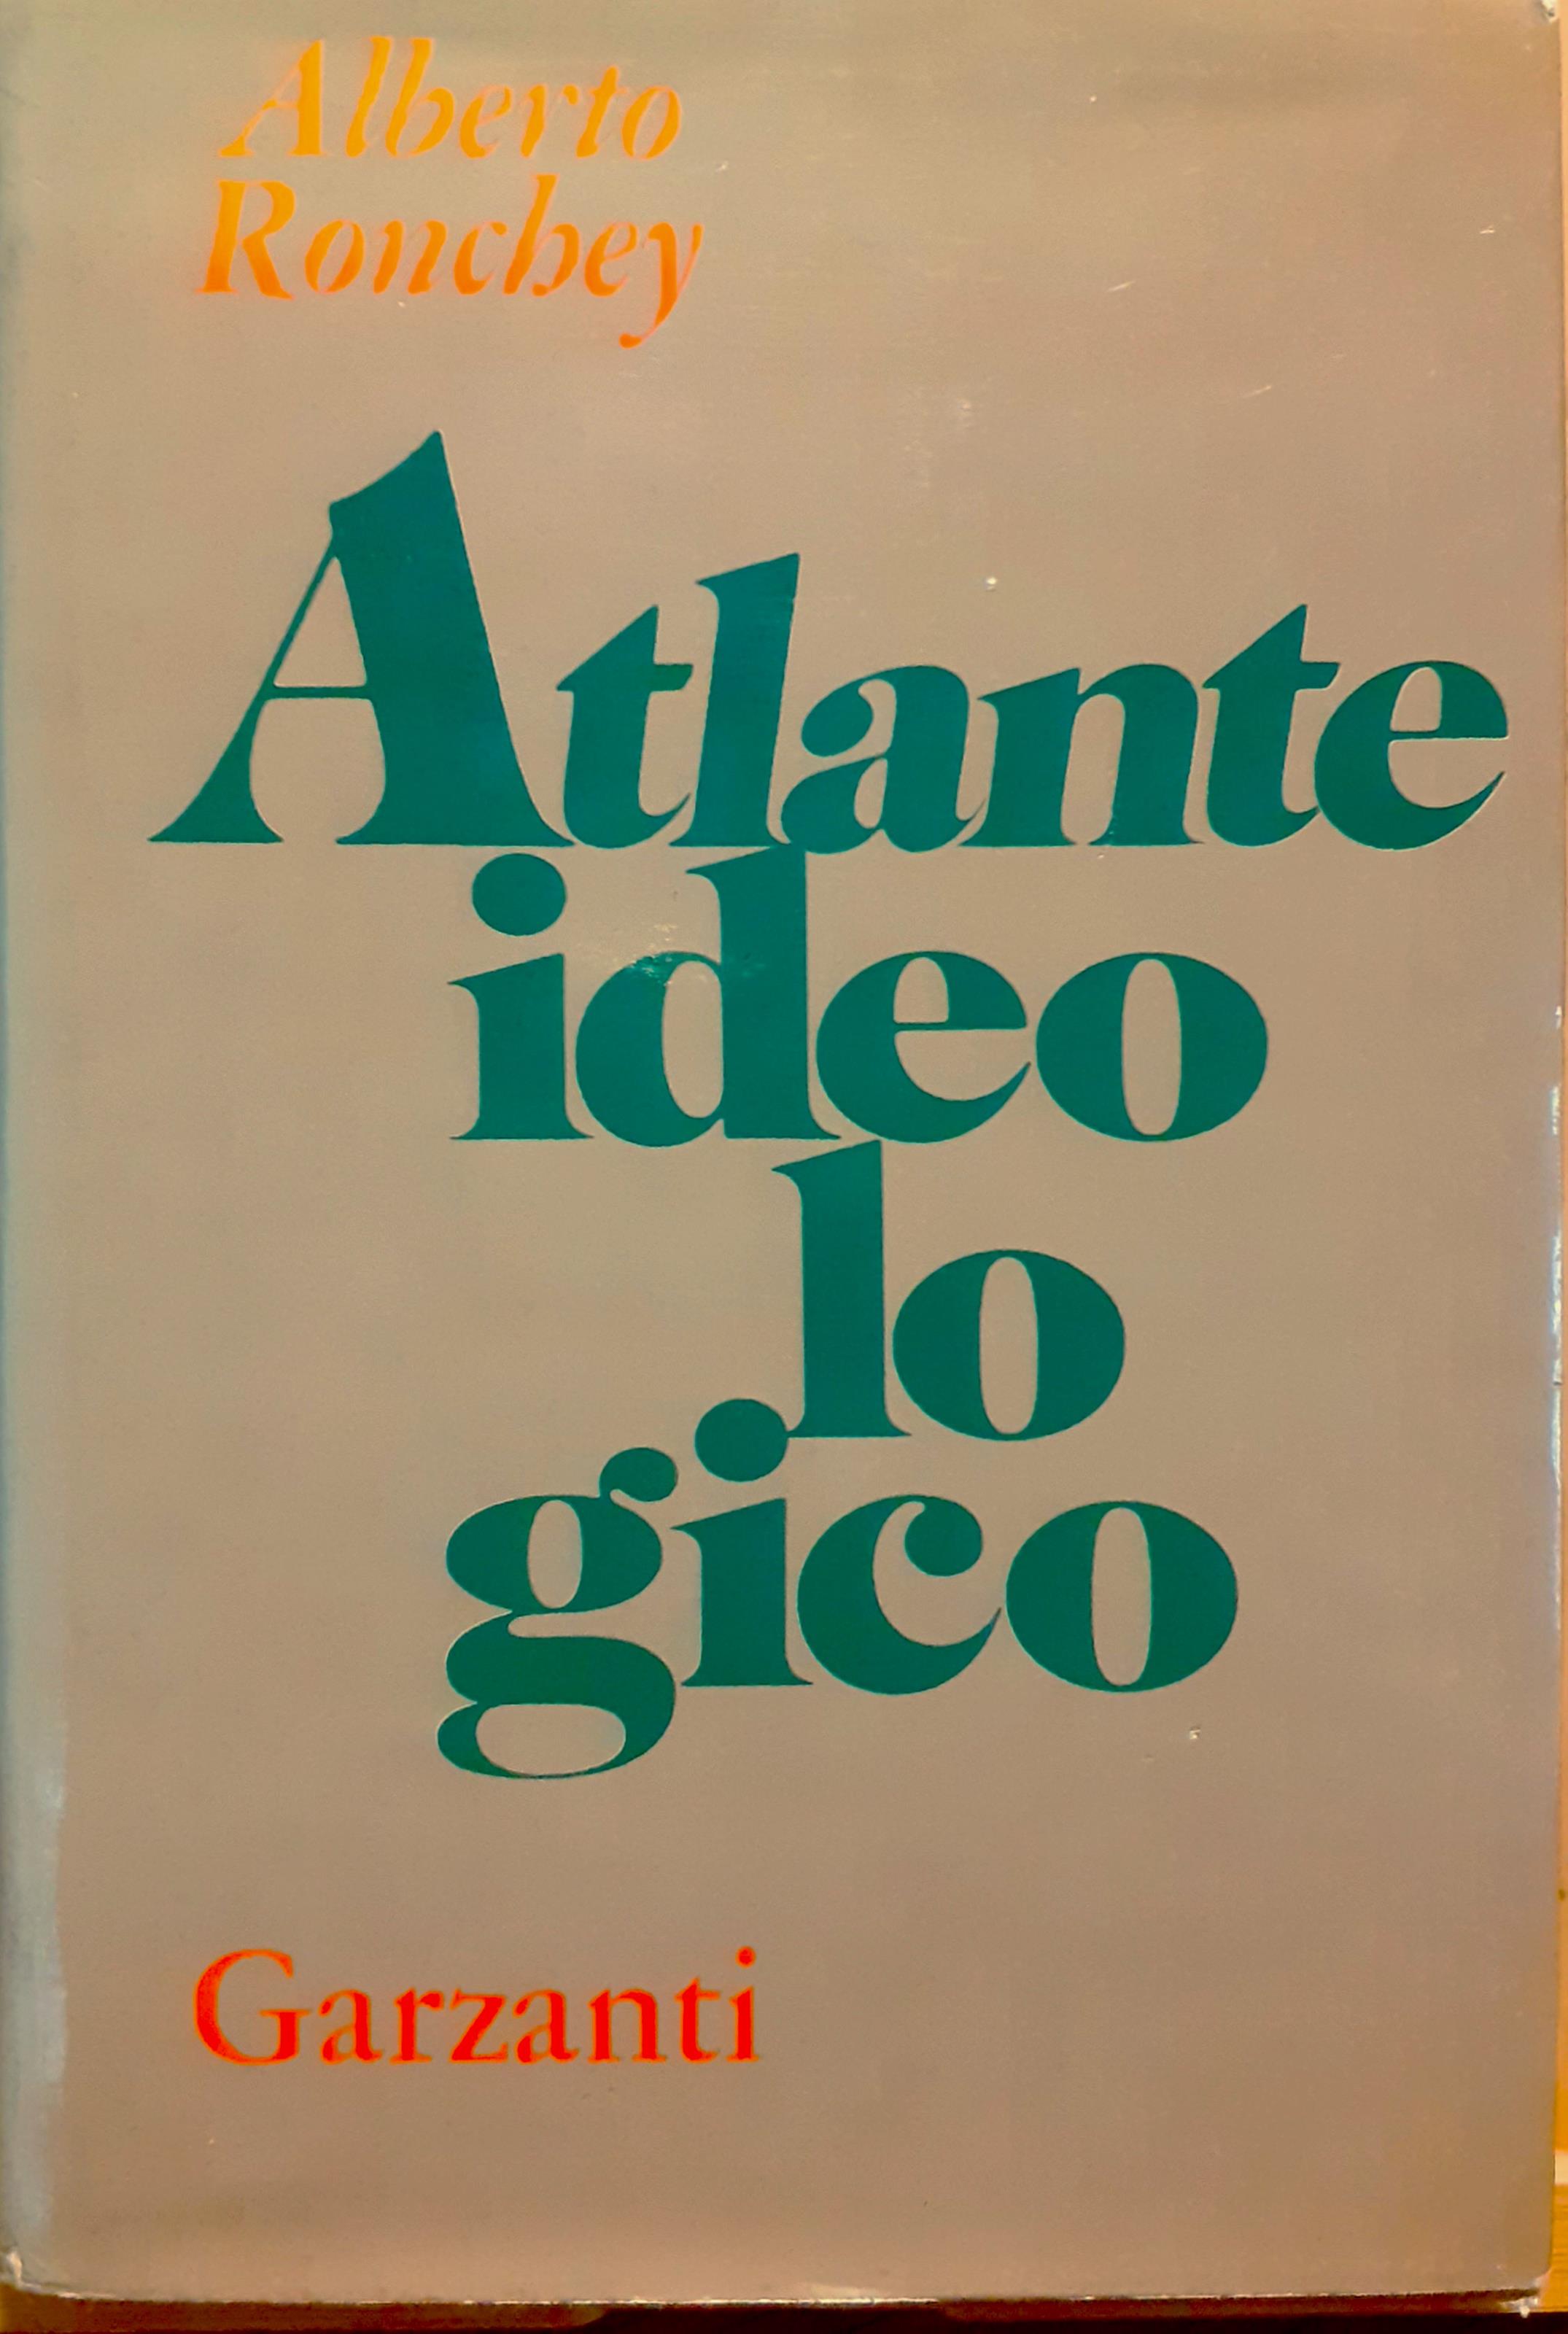 Alberto
Ronchey
Atlante
ideo
lo
gico
Garzanti